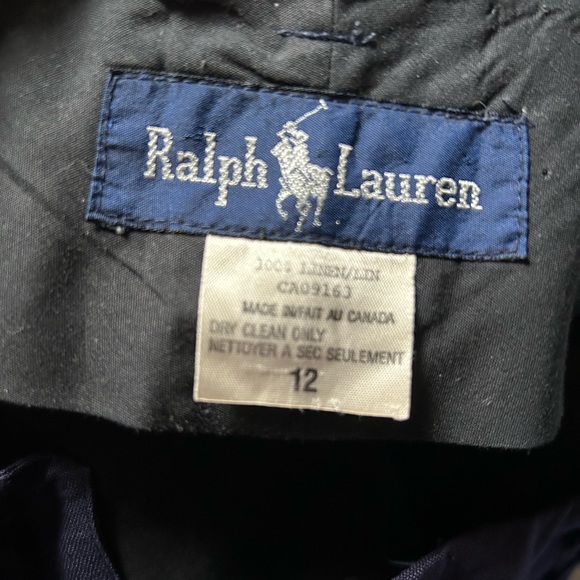 Ralph Lauren
100% LINEN/LIN
CA09163
MADE IN/FAIT AU CANADA
DRY CLEAN ONLY
NETTOYER A SEC SEULEMENT
12